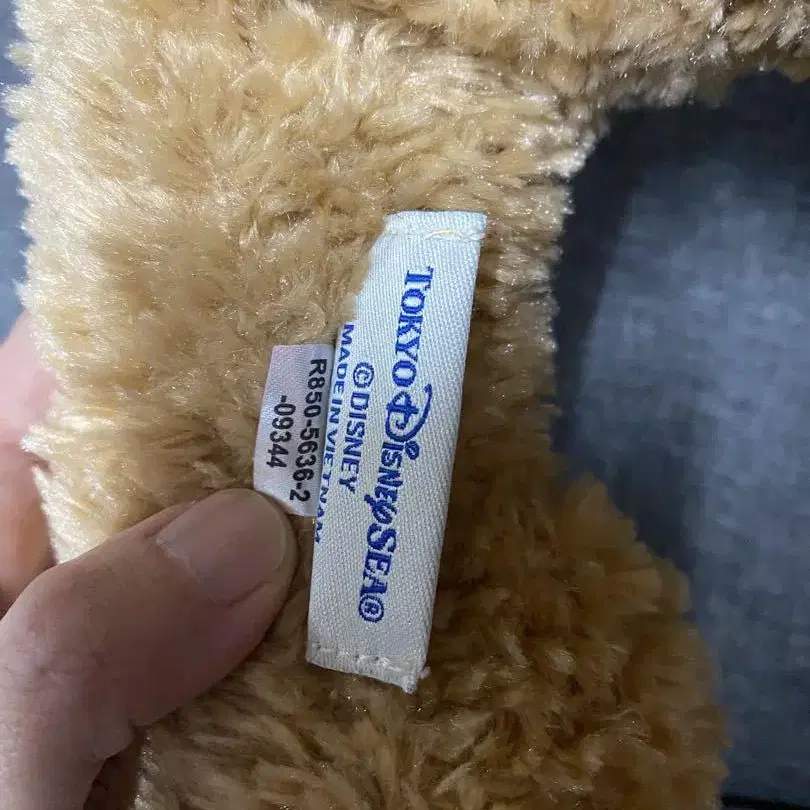 TOKYO DISNEYSEA®
©DISNEY
MADE IN VIETNAM
R850-5636-2
-09344